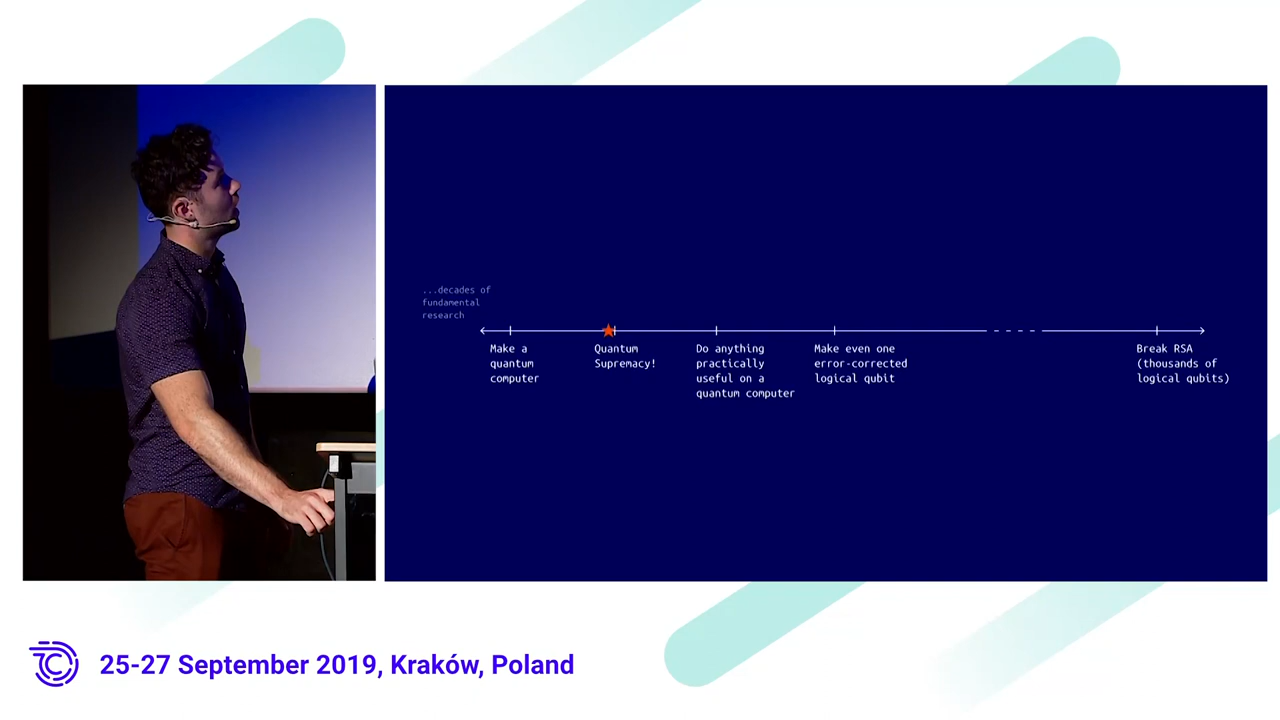 ...decades of
fundamental
research
Make a
quantum
computer
Quantum
Supremacy!
Do anything
practically
useful on a
quantum computer
Make even one
error-corrected
logical qubit
Break RSA
(thousands of
logical qubits)
25-27 September 2019, Kraków, Poland